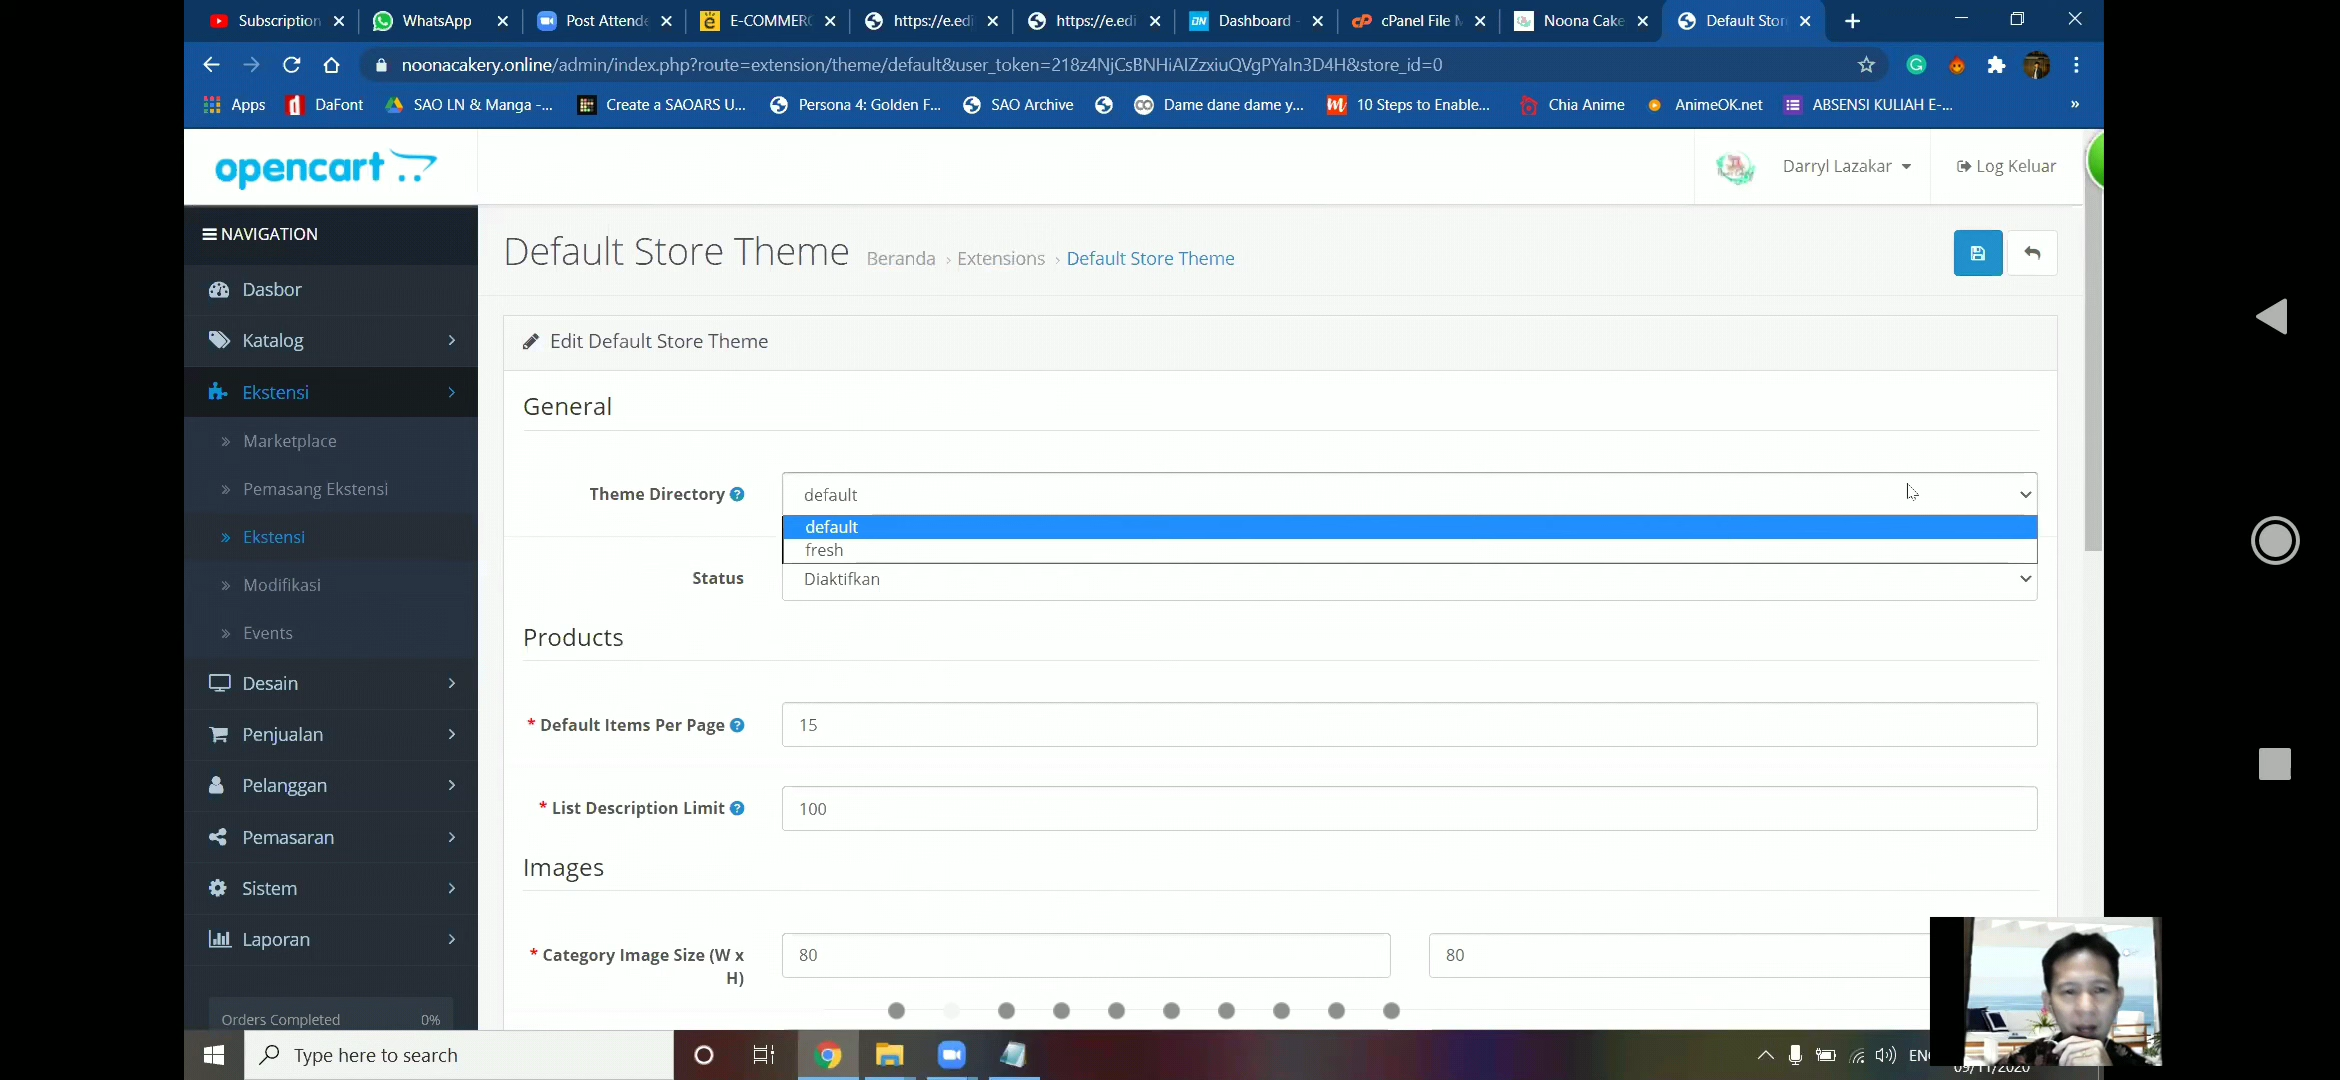 Subscription
WhatsApp
Post Attende
E-COMMERC
https://e.edi
https://e.edi
Dashboard -
cPanel File M
Noona Cake
Default Stor
noonacakery.online/admin/index.php?route=extension/theme/default&user_token=218z4NjCsBNHiAIZzxiuQVgPYaIn3D4H&store_id=0
Apps
DaFont
SAO LN & Manga -...
Create a SAOARS U...
Persona 4: Golden F...
SAO Archive
Dame dane dame y...
10 Steps to Enable...
Chia Anime
AnimeOK.net
ABSENSI KULIAH E-...
»
opencart
Darryl Lazakar
Log Keluar
NAVIGATION
Dasbor
Katalog
Ekstensi
Marketplace
Pemasang Ekstensi
Ekstensi
Modifikasi
Events
Desain
Penjualan
Pelanggan
Pemasaran
Sistem
Laporan
Orders Completed 0%
Default Store Theme
Beranda › Extensions › Default Store Theme
Edit Default Store Theme
General
Theme Directory
default
default
fresh
Status
Diaktifkan
Products
* Default Items Per Page
15
* List Description Limit
100
Images
* Category Image Size (W x
H)
80
80
Type here to search
09/11/2020